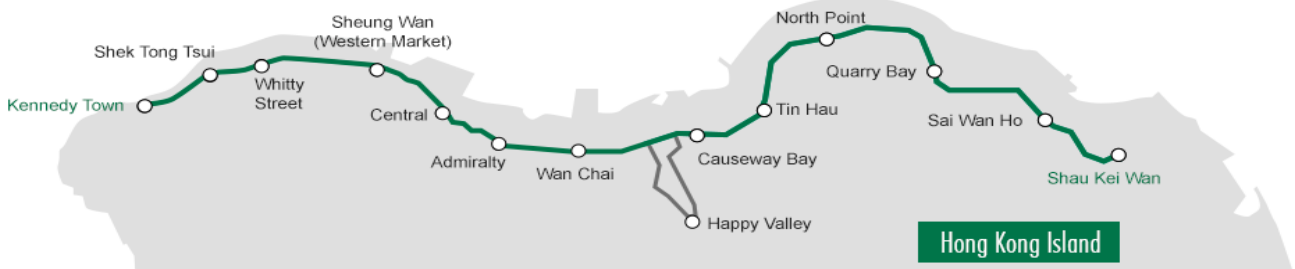 Kennedy Town
Shek Tong Tsui
Whitty
Street
Sheung Wan
(Western Market)
Central
Admiralty
Wan Chai
Happy Valley
Causeway Bay
Tin Hau
North Point
Quarry Bay
Sai Wan Ho
Shau Kei Wan
Hong Kong Island